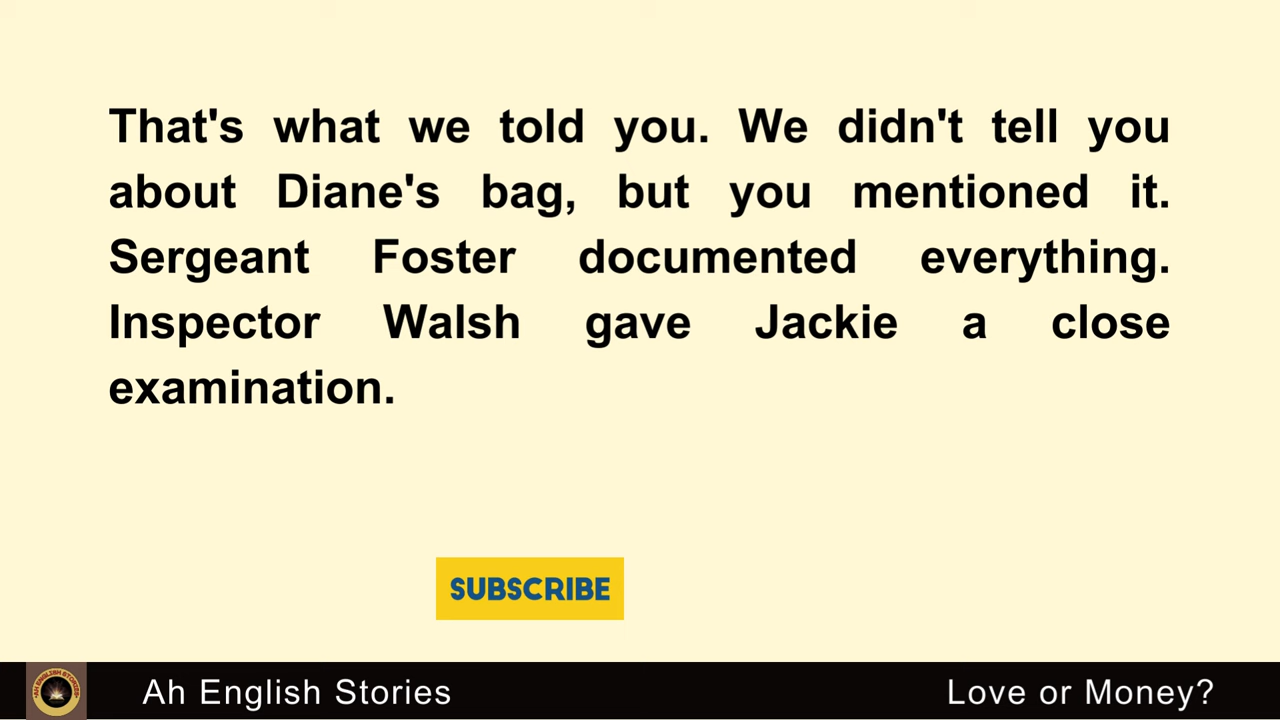 That's what we told you. We didn't tell you
about Diane's bag, but you mentioned it.
Sergeant Foster documented everything.
Inspector Walsh gave Jackie a close
examination.
SUBSCRIBE
Ah English Stories
Love or Money?